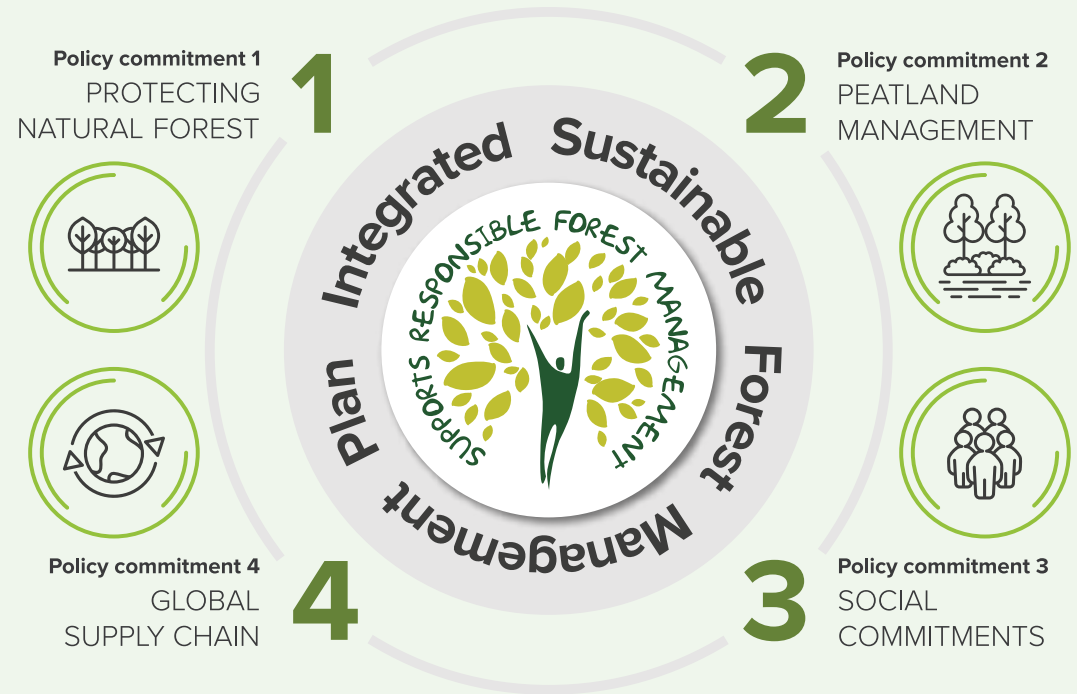 Policy commitment 1
PROTECTING
NATURAL FOREST
1
2
Policy commitment 2
PEATLAND
MANAGEMENT
Integrated Sustainable Forest Management Plan
SUPPORTS RESPONSIBLE FOREST MANAGEMENT
Policy commitment 4
GLOBAL
SUPPLY CHAIN
4
3
Policy commitment 3
SOCIAL
COMMITMENTS